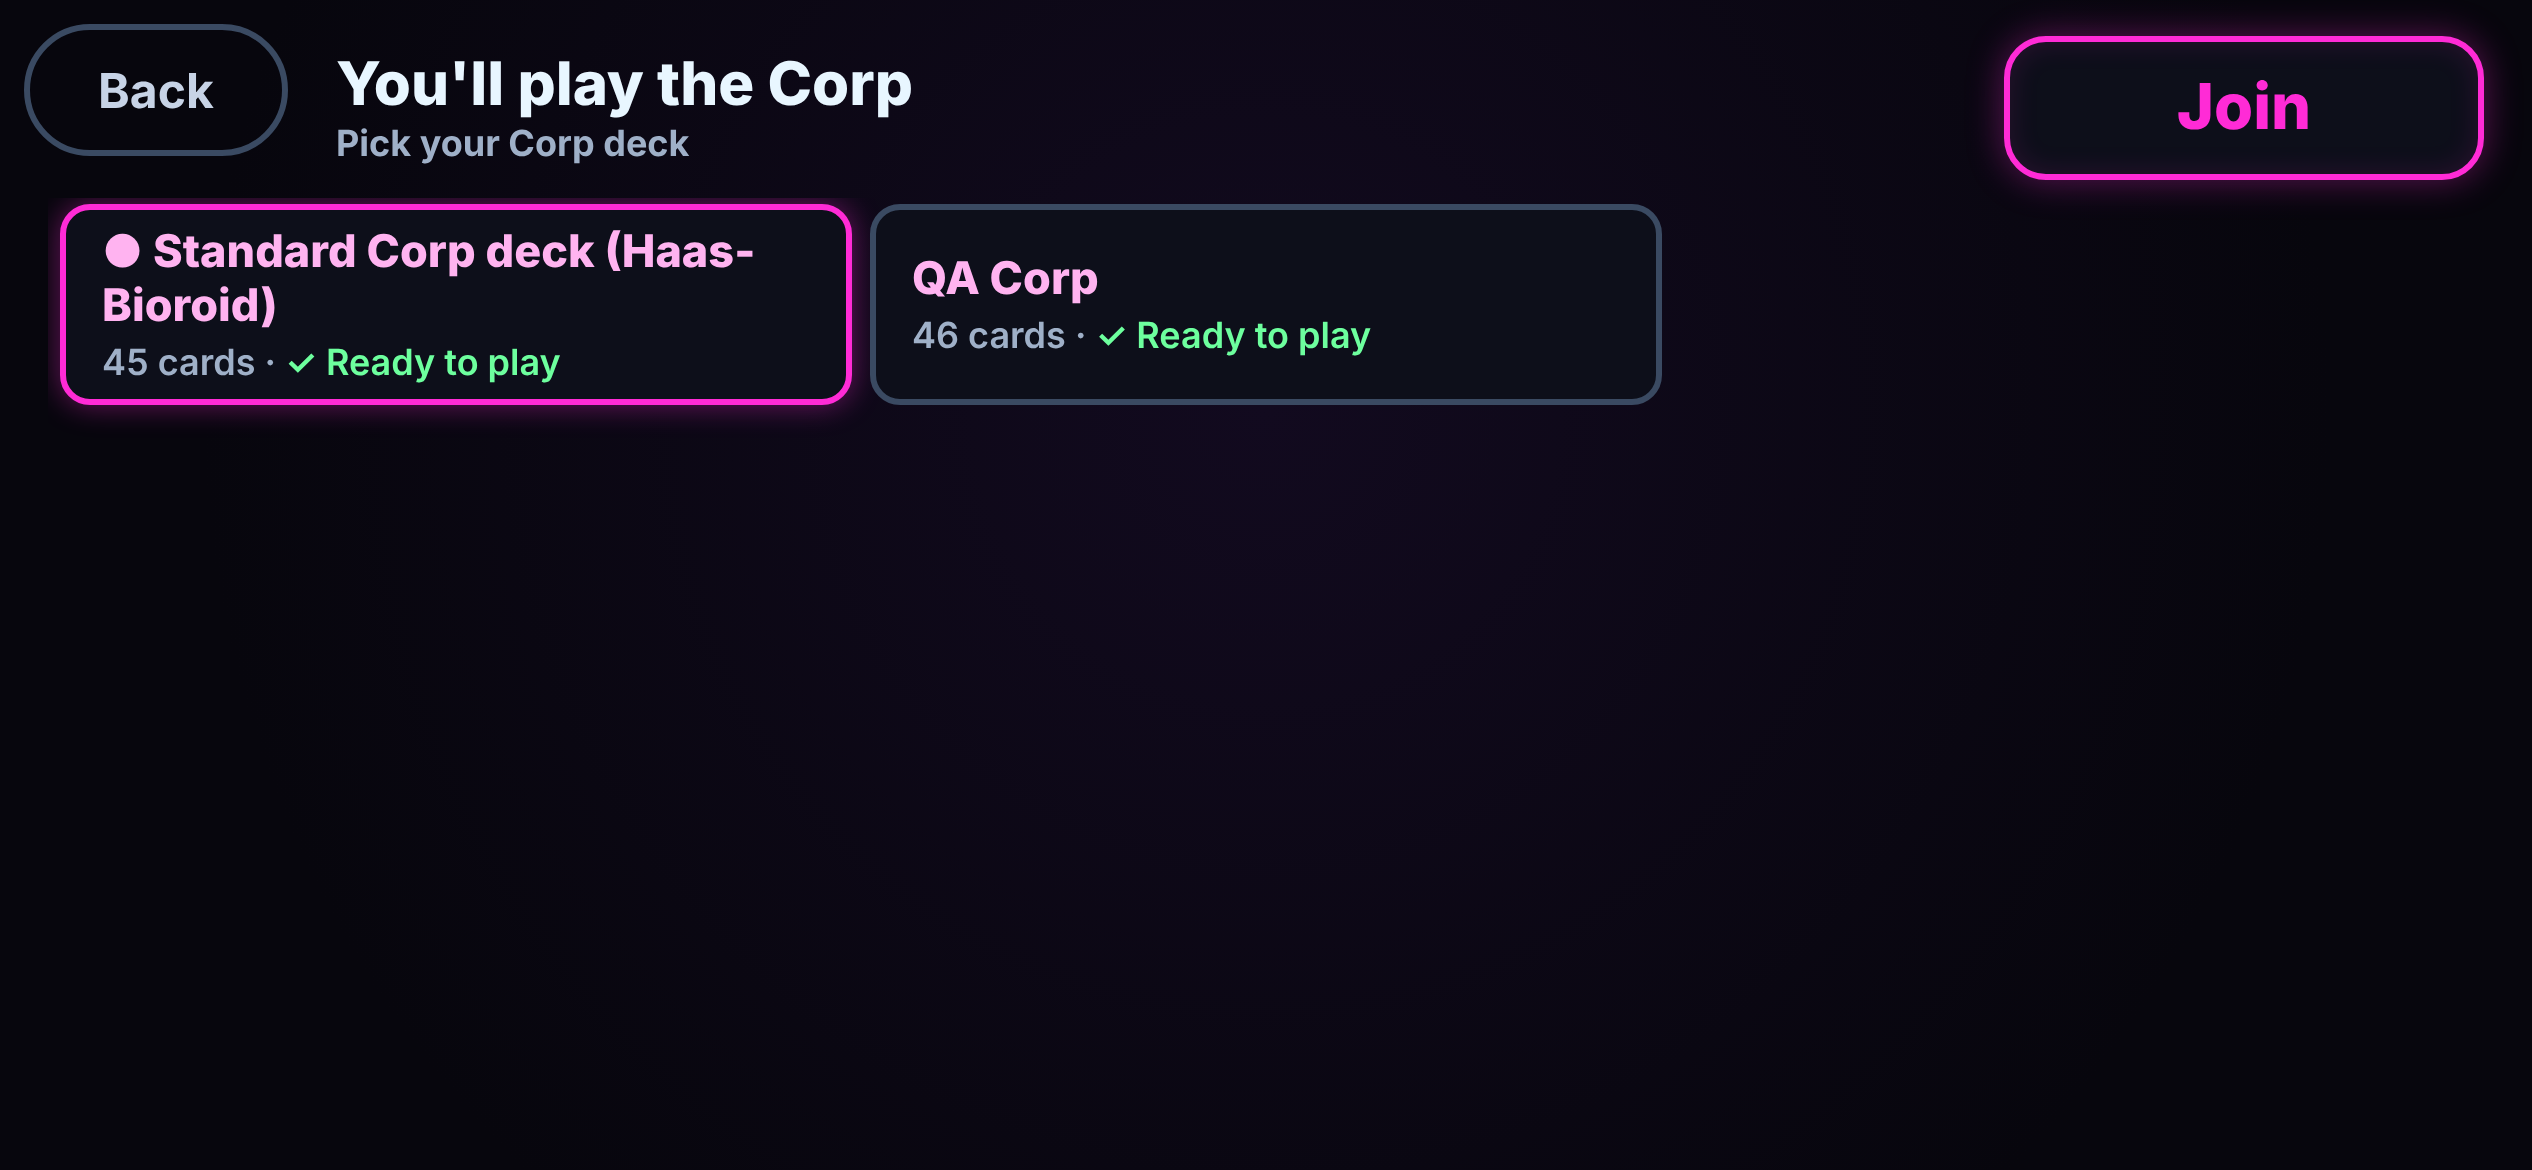 Back
You'll play the Corp
Pick your Corp deck
Join
● Standard Corp deck (Haas-
Bioroid)
45 cards · ✓ Ready to play
QA Corp
46 cards · ✓ Ready to play